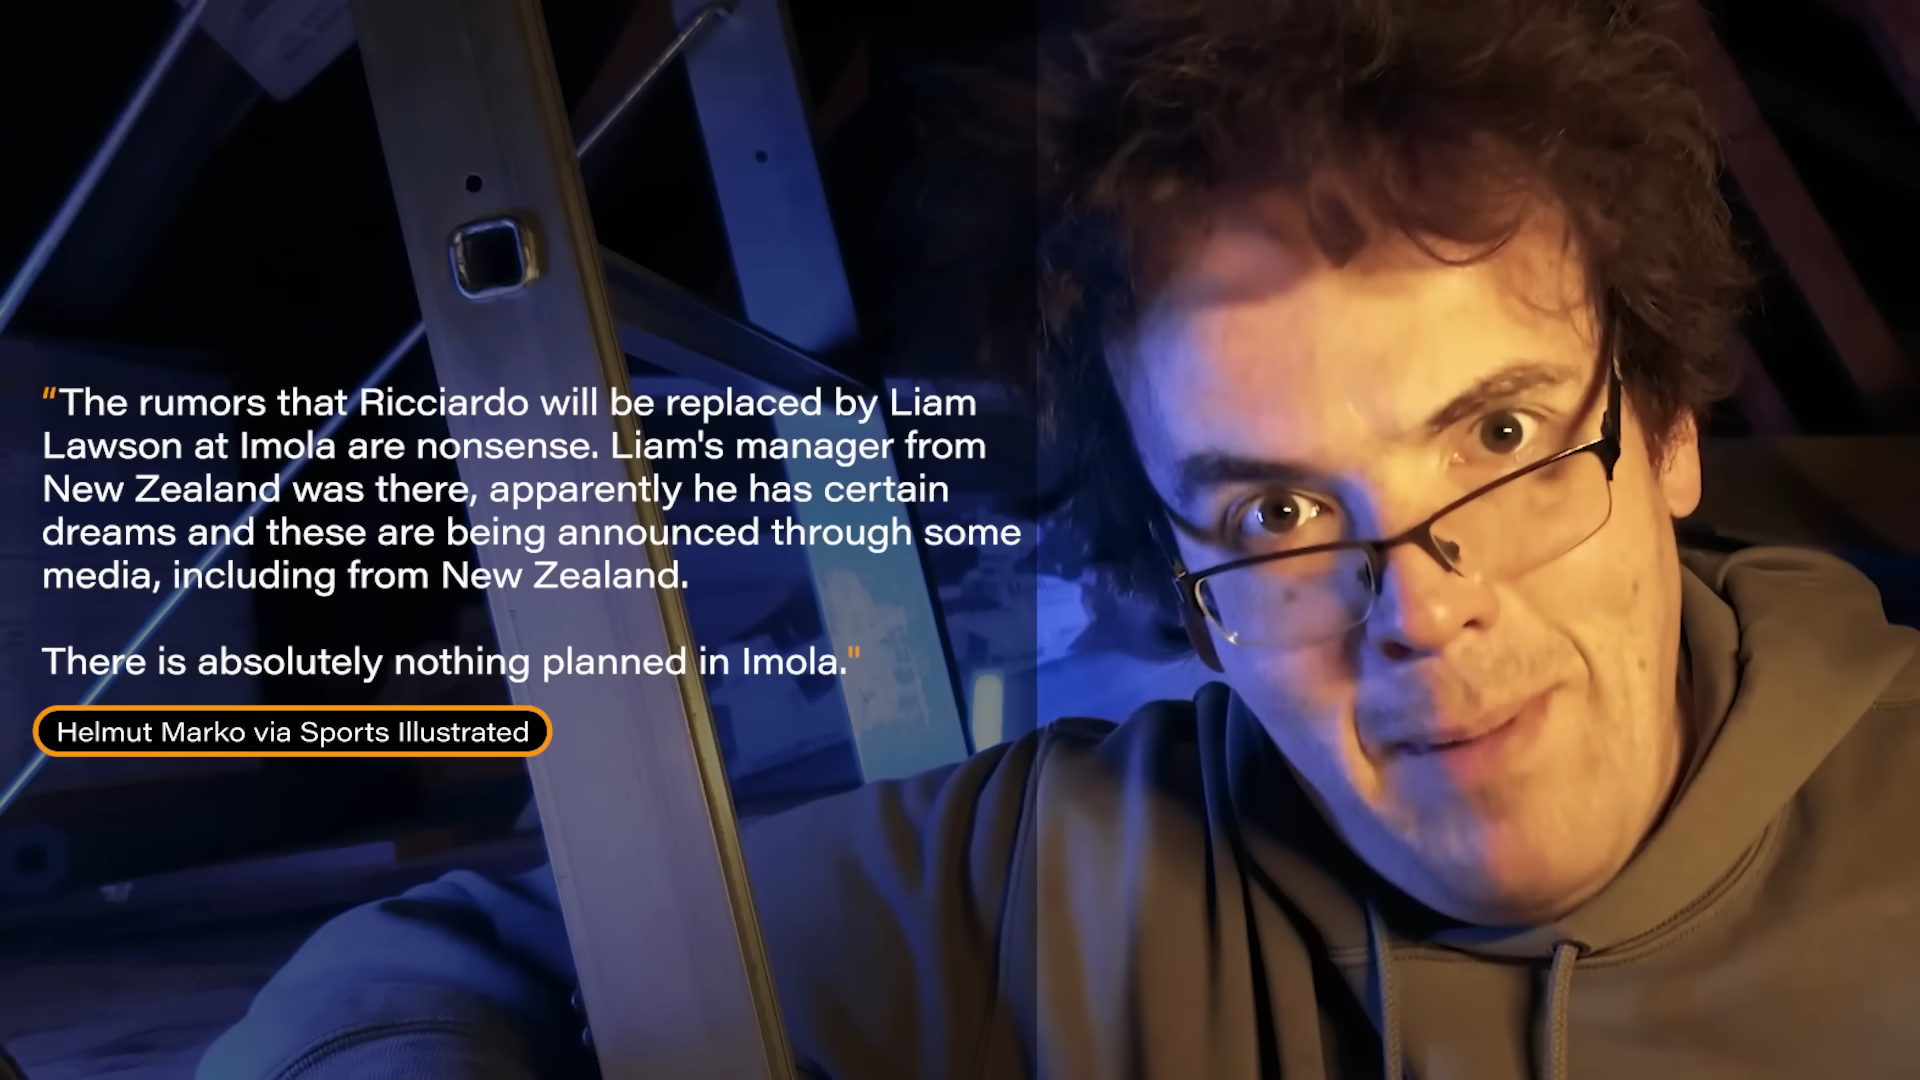 “The rumors that Ricciardo will be replaced by Liam
Lawson at Imola are nonsense. Liam's manager from
New Zealand was there, apparently he has certain
dreams and these are being announced through some
media, including from New Zealand.
There is absolutely nothing planned in Imola."
Helmut Marko via Sports Illustrated